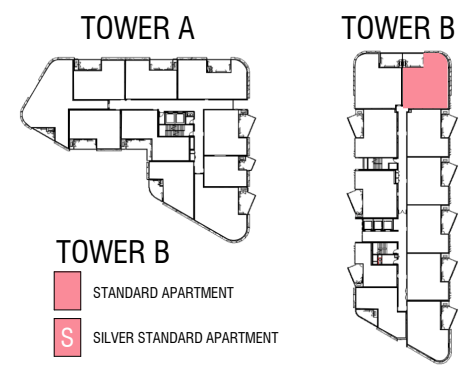 TOWER A
TOWER B
TOWER B
STANDARD APARTMENT
S SILVER STANDARD APARTMENT